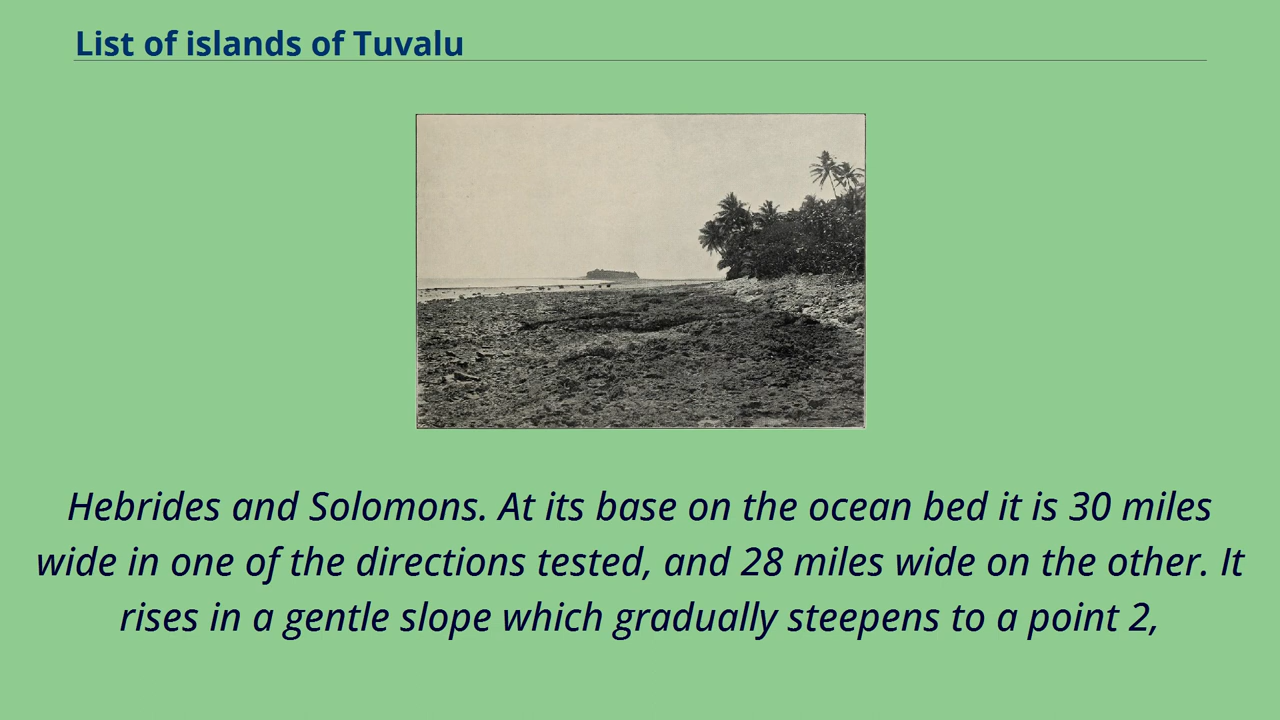 List of islands of Tuvalu
Hebrides and Solomons. At its base on the ocean bed it is 30 miles
wide in one of the directions tested, and 28 miles wide on the other. It
rises in a gentle slope which gradually steepens to a point 2,